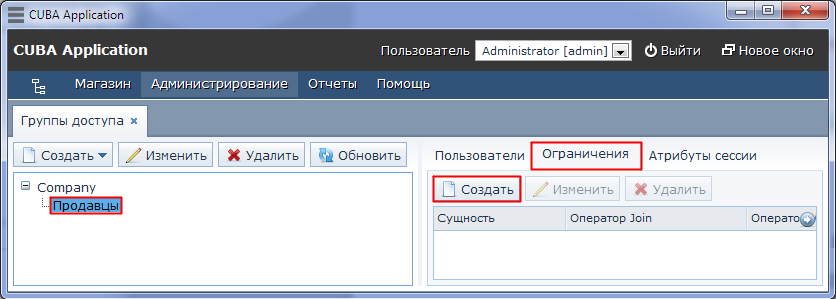 CUBA Application
CUBA Application Пользователь Administrator [admin] Выйти Новое окно
Магазин Администрирование Отчеты Помощь
Группы доступа ×
Создать Изменить Удалить Обновить
Пользователи Ограничения Атрибуты сессии
Company
Создать Изменить Удалить
Продавцы
Сущность Оператор Join Операто